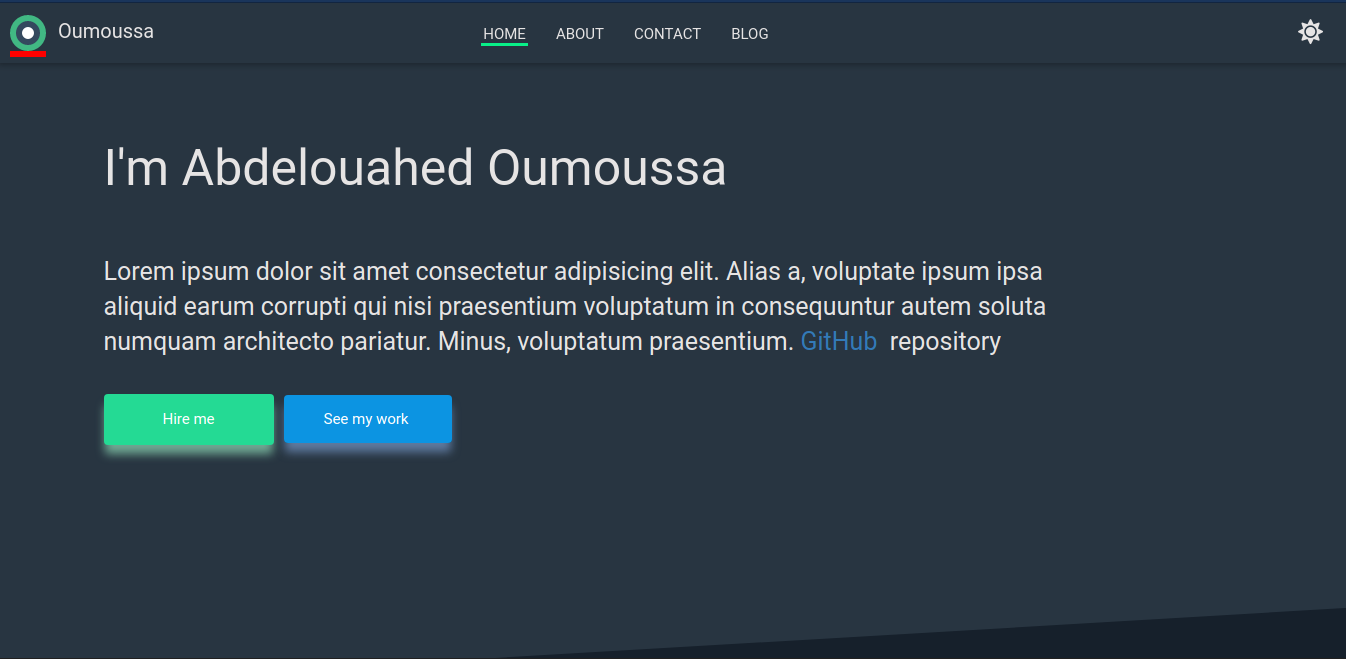 Oumoussa
HOME ABOUT CONTACT BLOG
I'm Abdelouahed Oumoussa
Lorem ipsum dolor sit amet consectetur adipisicing elit. Alias a, voluptate ipsum ipsa
aliquid earum corrupti qui nisi praesentium voluptatum in consequuntur autem soluta
numquam architecto pariatur. Minus, voluptatum praesentium. GitHub repository
Hire me
See my work